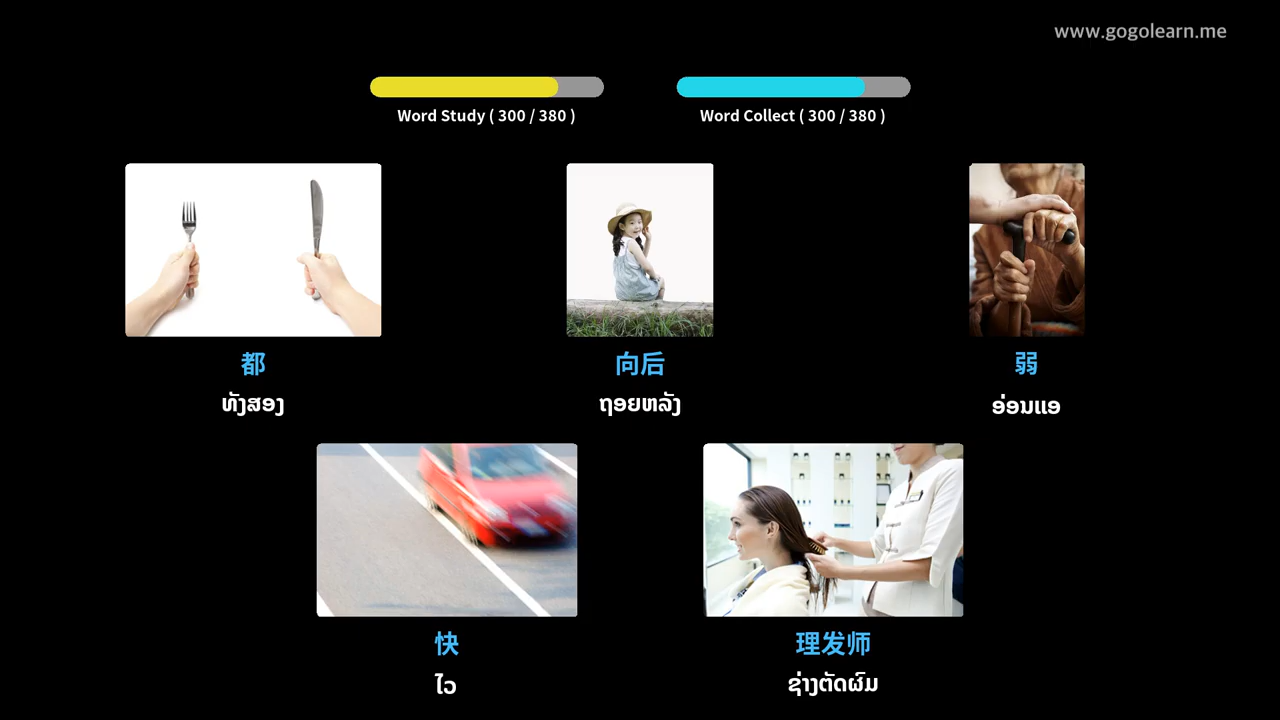 www.gogolearn.me
Word Study ( 300 / 380 )
Word Collect ( 300 / 380 )
都
ທັງສອງ
向后
ຖອຍຫລັງ
弱
ອ່ອນແອ
快
ໄວ
理发师
ຊ່າງຕັດຜົມ